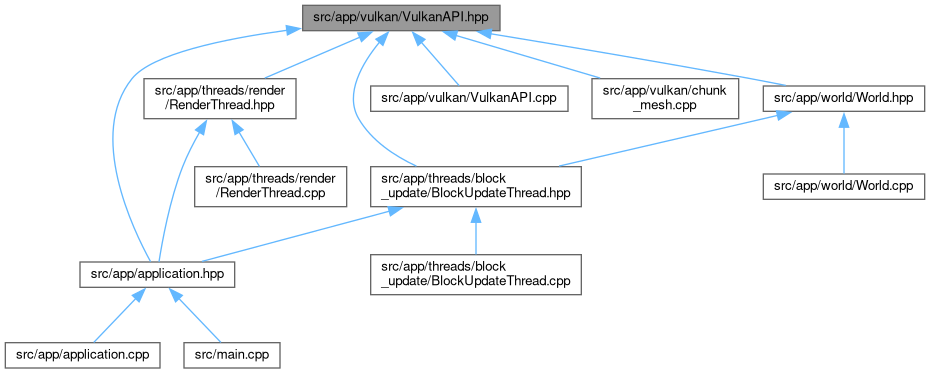 src/app/vulkan/VulkanAPI.hpp
src/app/threads/render
/RenderThread.hpp
src/app/vulkan/VulkanAPI.cpp
src/app/vulkan/chunk
_mesh.cpp
src/app/world/World.hpp
src/app/threads/render
/RenderThread.cpp
src/app/threads/block
_update/BlockUpdateThread.hpp
src/app/world/World.cpp
src/app/application.hpp
src/app/threads/block
_update/BlockUpdateThread.cpp
src/app/application.cpp
src/main.cpp